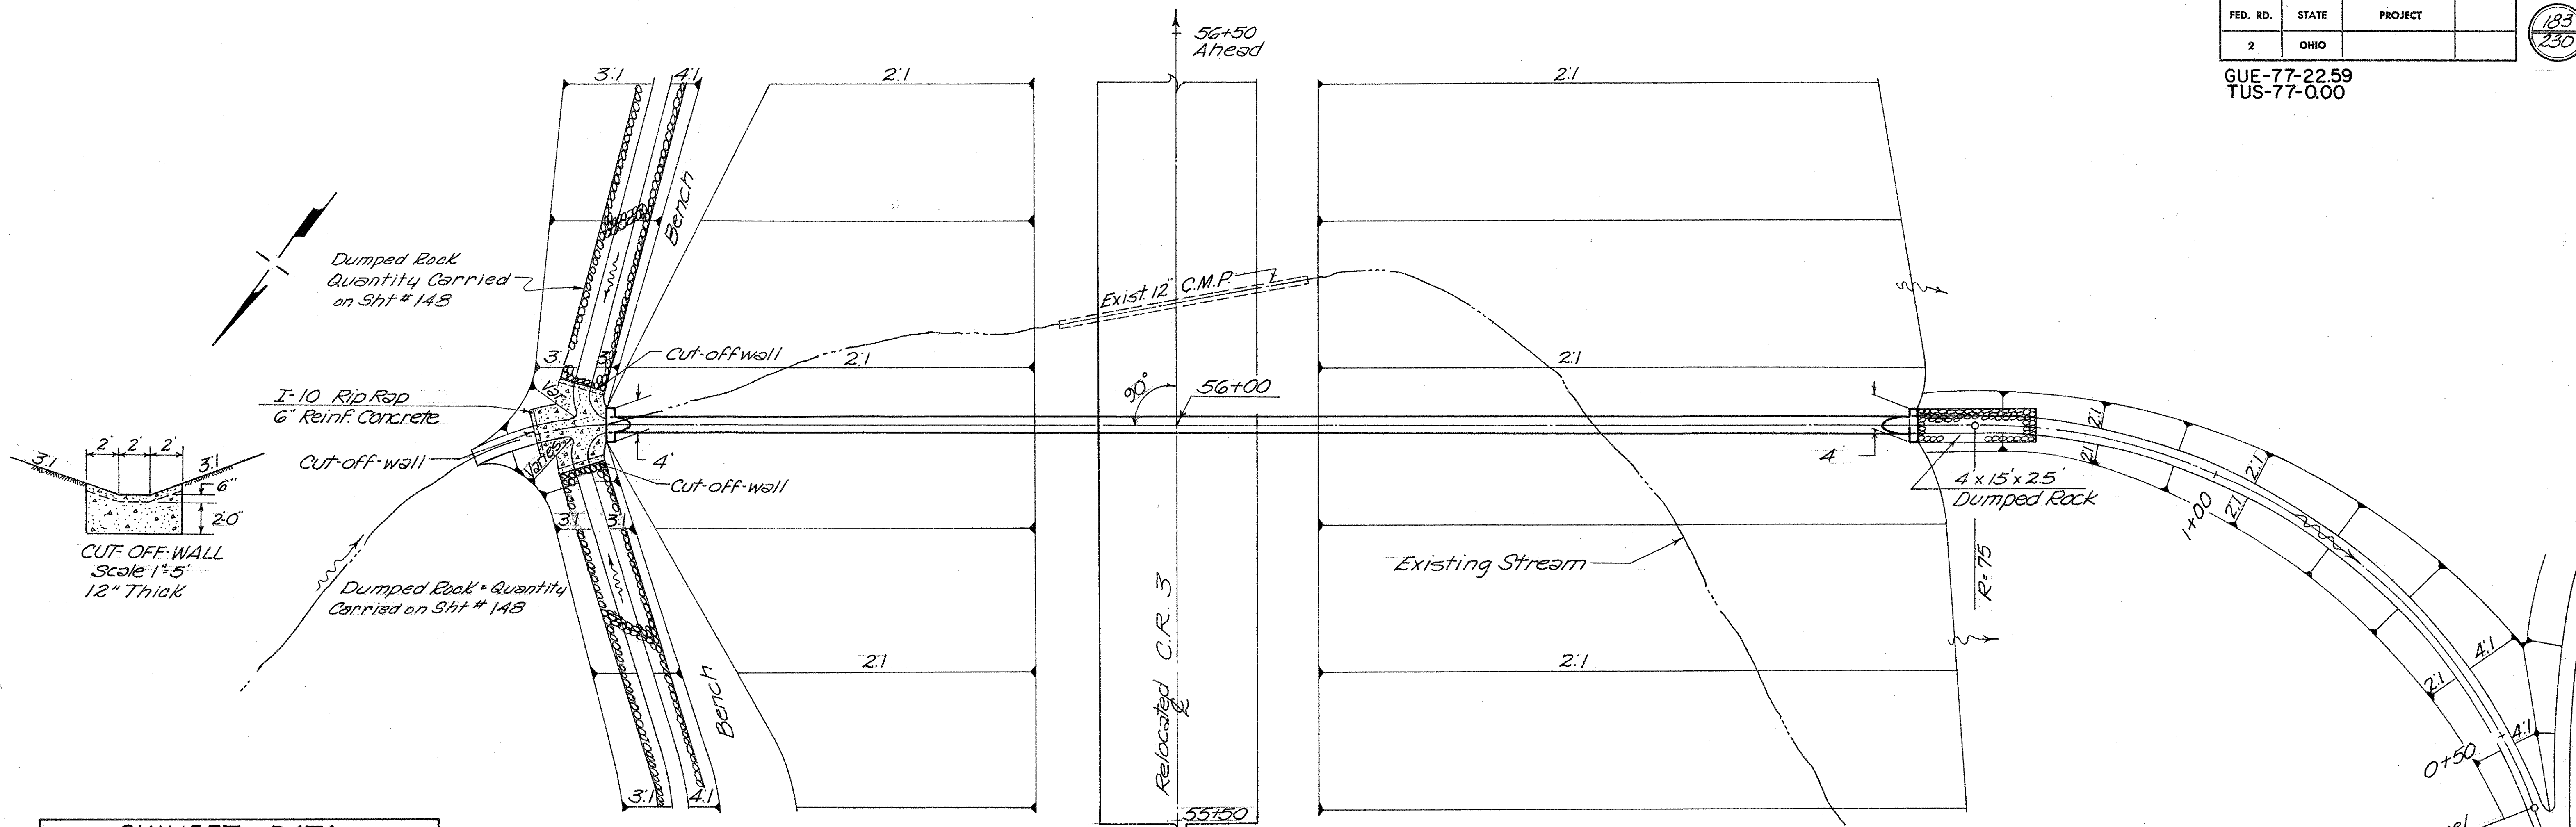 FED. RD. STATE PROJECT
2 OHIO
183
230
GUE-77-22.59
TUS-77-0.00
56+50
Ahead
3:1 4:1 2:1 2:1
Bench
Dumped Rock
Quantity Carried
on Sht # 148
Exist. 12" C.M.P.
3: 3: 2:1 2:1
Cut-off wall
Var.
I-10 Rip Rap
6" Reinf. Concrete
90°
56+00
2' 2' 2'
3:1 3:1
6"
2'-0"
CUT-OFF-WALL
Scale 1"=5'
12" Thick
Cut-off-wall
4'
Cut-off-wall
4'
4' x 15' x 2.5'
Dumped Rock
2:1
2:1
2:1
2:1
1+00
3:1 3:1
Existing Stream
R=75'
Dumped Rock - Quantity
Carried on Sht # 148
Relocated C.R. 3
2:1 2:1
Bench
4:1
2:1
4:1
0+50
3:1 4:1
55+50
CULVERT DATA